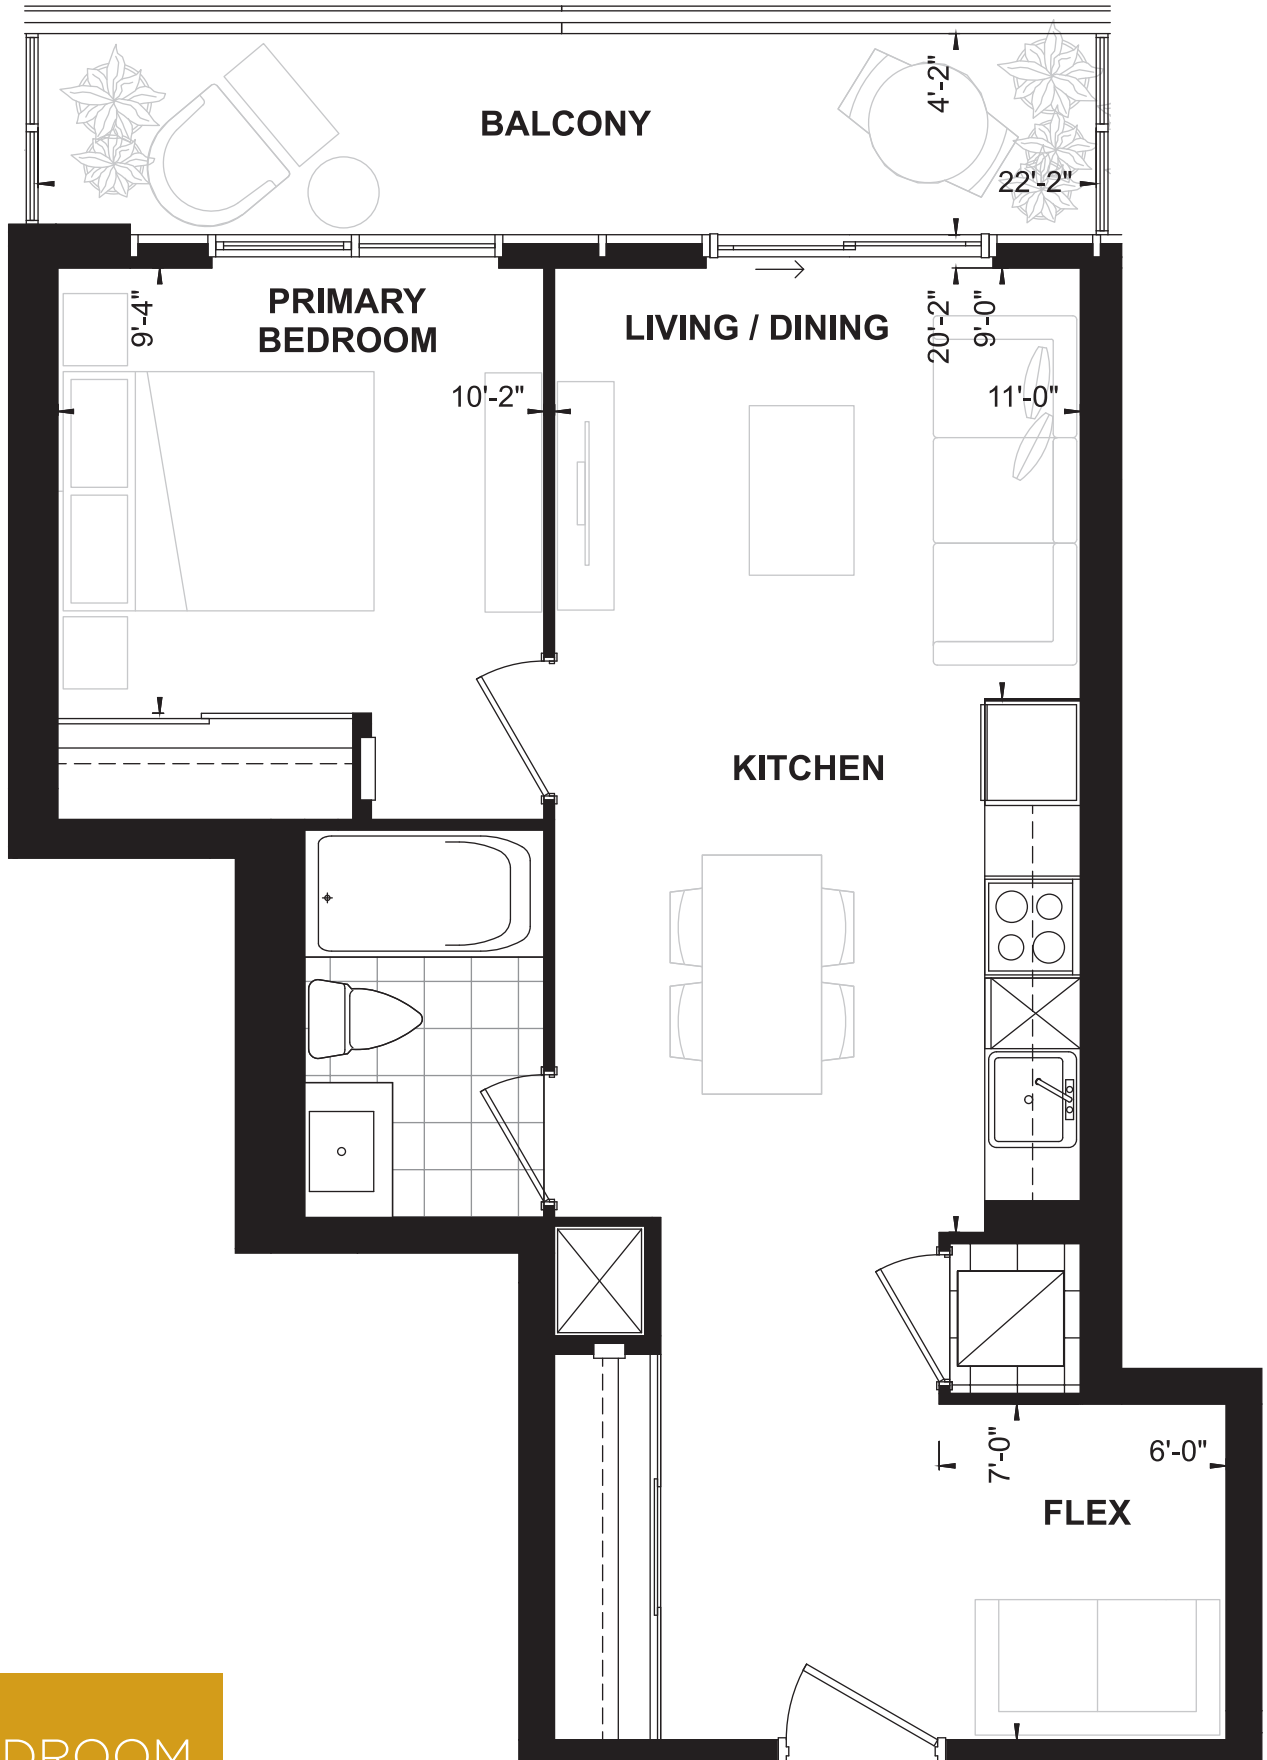 BALCONY
4'-2"
22'-2"
PRIMARY
BEDROOM
9'-4"
10'-2"
LIVING / DINING
20'-2"
9'-0"
11'-0"
KITCHEN
7'-0"
6'-0"
FLEX